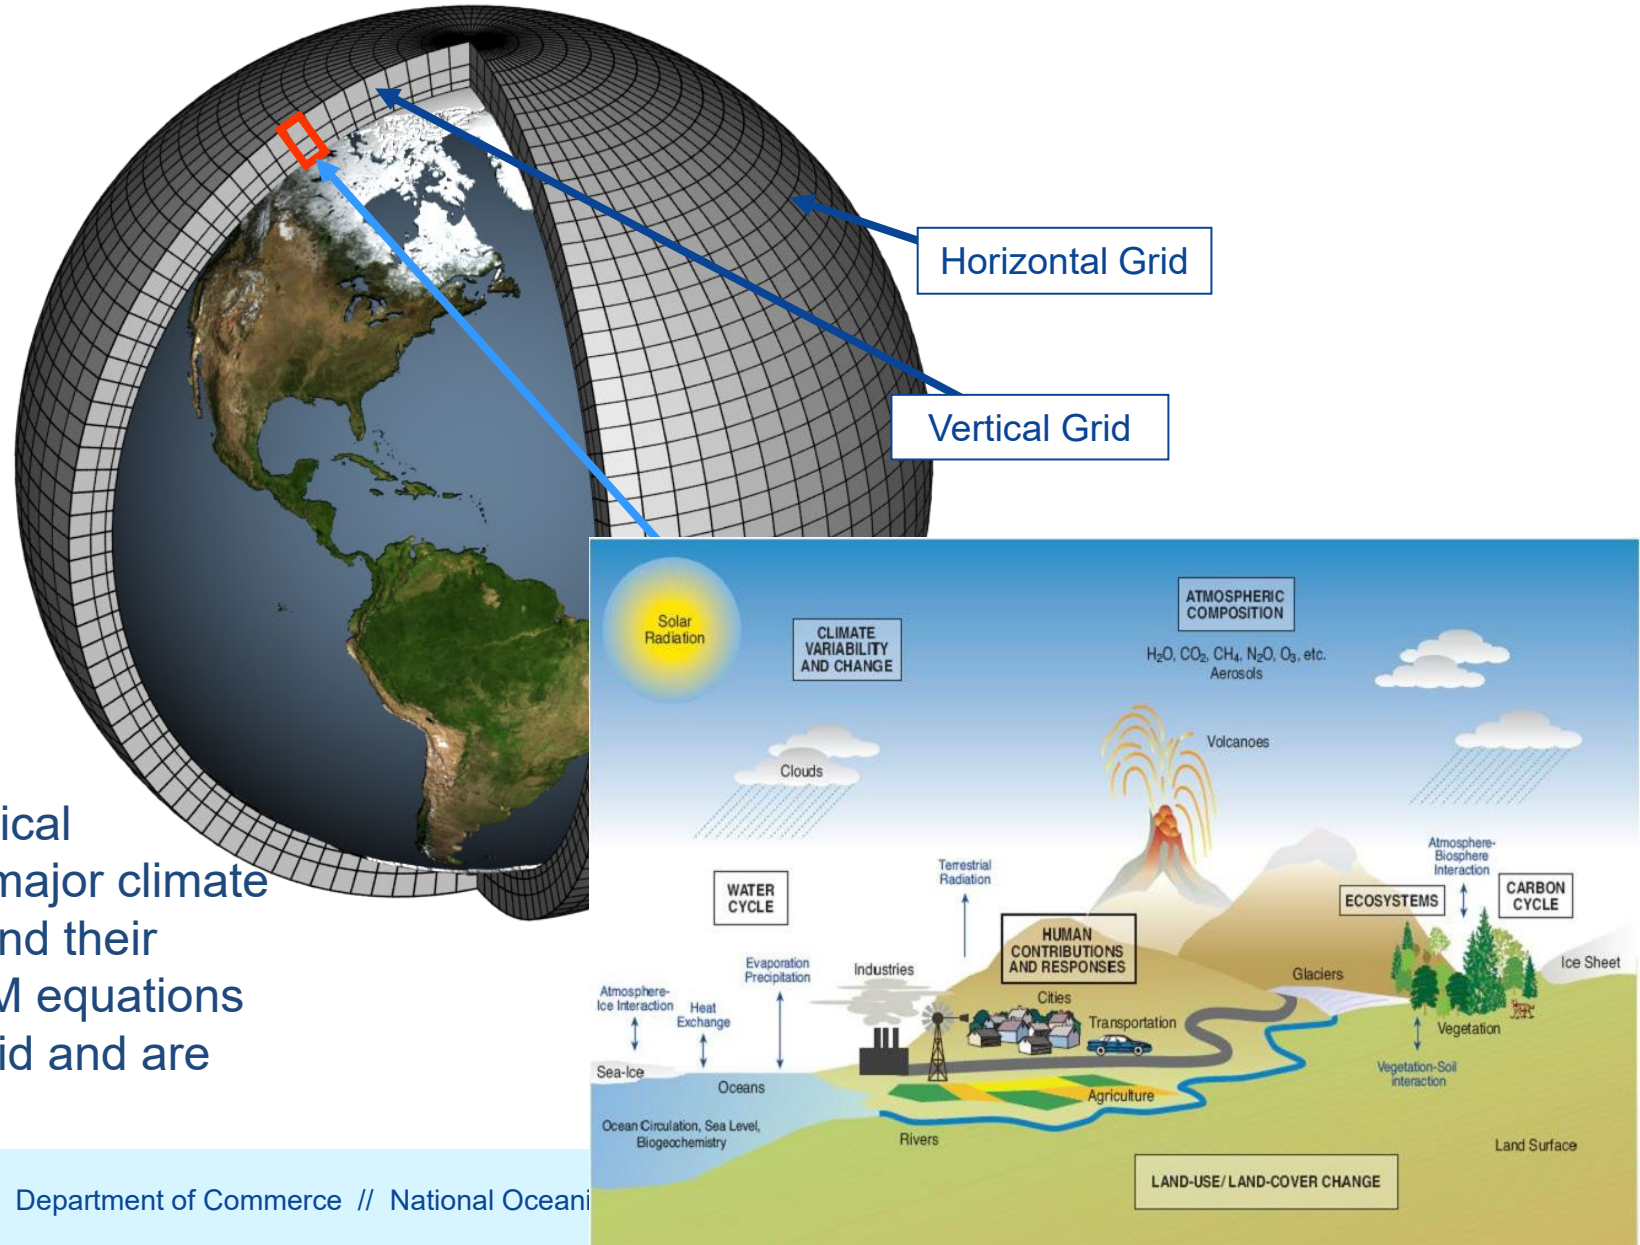 Horizontal Grid
Vertical Grid
Solar
Radiation
CLIMATE
VARIABILITY
AND CHANGE
ATMOSPHERIC
COMPOSITION
H₂O, CO₂, CH₄, N₂O, O₃, etc.
Aerosols
Volcanoes
Clouds
Atmosphere-
Biosphere
Interaction
Terrestrial
Radiation
WATER
CYCLE
ECOSYSTEMS
CARBON
CYCLE
HUMAN
CONTRIBUTIONS
AND RESPONSES
Evaporation
Precipitation
Industries
Glaciers
Ice Sheet
Atmosphere-
Ice Interaction
Heat
Exchange
Cities
Transportation
Vegetation
Sea-Ice
Oceans
Agriculture
Vegetation-Soil
interaction
Ocean Circulation, Sea Level,
Biogeochemistry
Rivers
Land Surface
LAND-USE/LAND-COVER CHANGE
ical
major climate
nd their
M equations
id and are
Department of Commerce // National Oceani